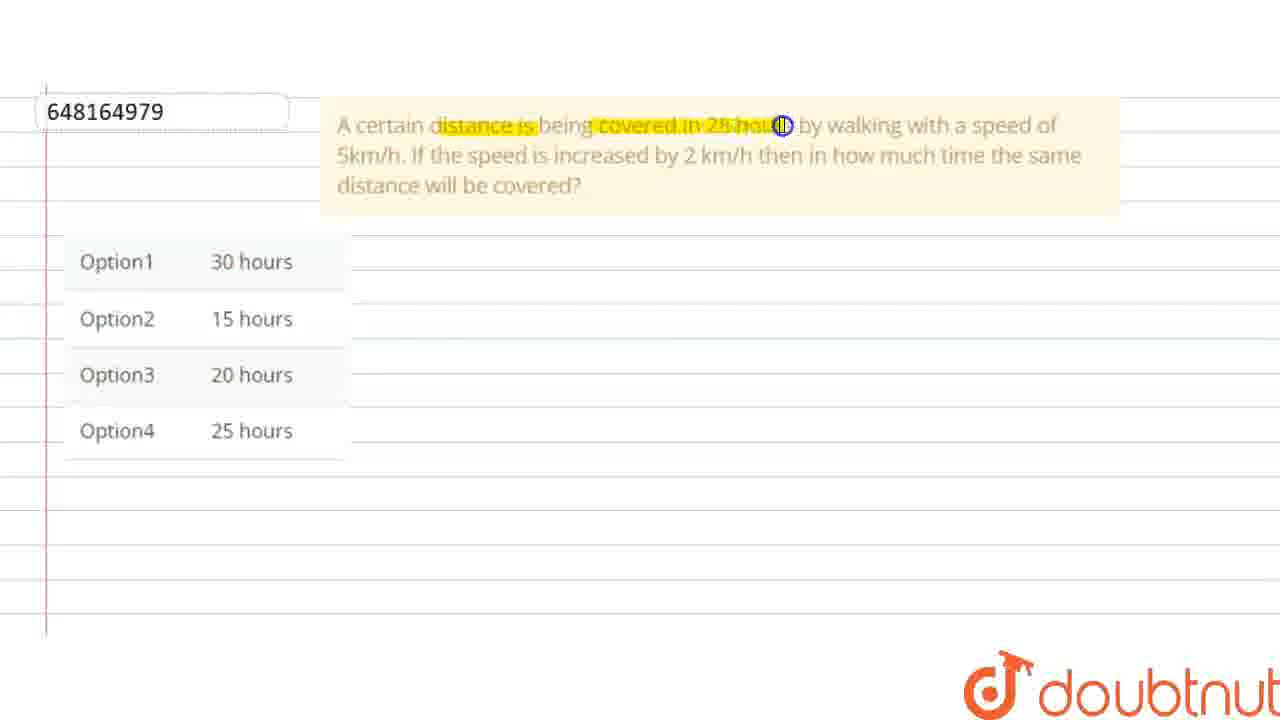 648164979
A certain distance is being covered in 28 hours by walking with a speed of
5km/h. If the speed is increased by 2 km/h then in how much time the same
distance will be covered?
Option1 30 hours
Option2 15 hours
Option3 20 hours
Option4 25 hours
doubtnut